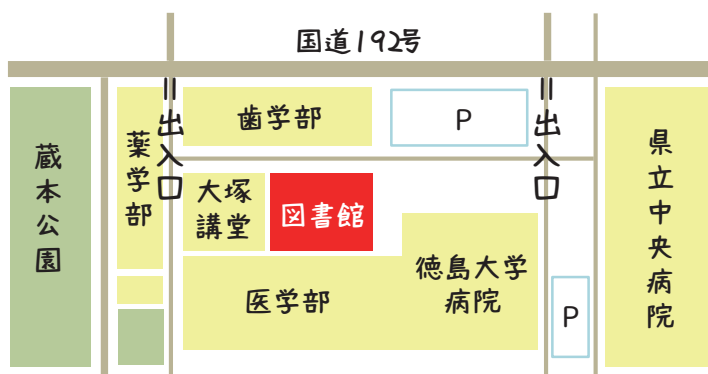 国道192号
蔵本公園
薬学部
=出入口
歯学部
P
=出入口
県立中央病院
大塚
講堂
図書館
医学部
徳島大学
病院
P